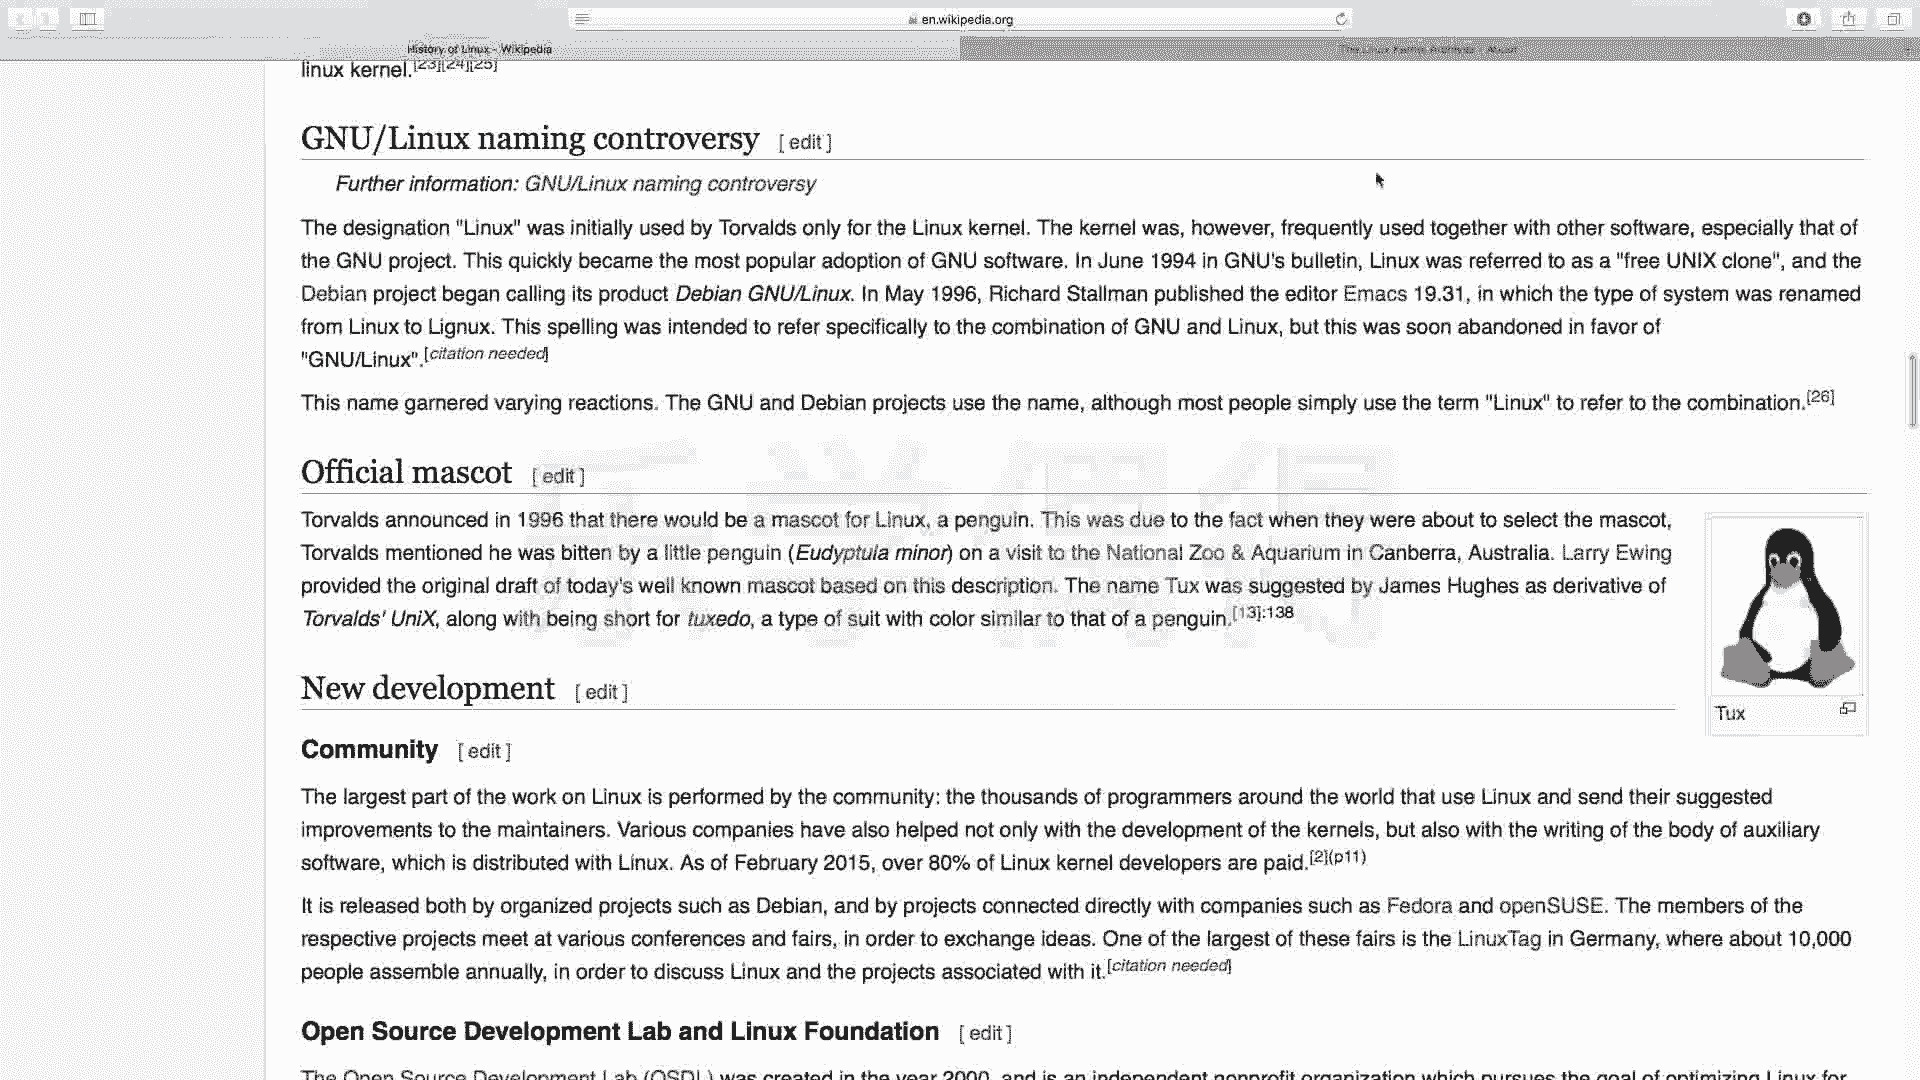 en.wikipedia.org
History of Linux - Wikipedia
The Linux Kernel Archives - About
linux kernel.[23][24][25]
GNU/Linux naming controversy [ edit ]
Further information: GNU/Linux naming controversy
The designation "Linux" was initially used by Torvalds only for the Linux kernel. The kernel was, however, frequently used together with other software, especially that of
the GNU project. This quickly became the most popular adoption of GNU software. In June 1994 in GNU's bulletin, Linux was referred to as a "free UNIX clone", and the
Debian project began calling its product Debian GNU/Linux. In May 1996, Richard Stallman published the editor Emacs 19.31, in which the type of system was renamed
from Linux to Lignux. This spelling was intended to refer specifically to the combination of GNU and Linux, but this was soon abandoned in favor of
"GNU/Linux".[citation needed]
This name garnered varying reactions. The GNU and Debian projects use the name, although most people simply use the term "Linux" to refer to the combination.[26]
Official mascot [ edit ]
Torvalds announced in 1996 that there would be a mascot for Linux, a penguin. This was due to the fact when they were about to select the mascot,
Torvalds mentioned he was bitten by a little penguin (Eudyptula minor) on a visit to the National Zoo & Aquarium in Canberra, Australia. Larry Ewing
provided the original draft of today's well known mascot based on this description. The name Tux was suggested by James Hughes as derivative of
Torvalds' UniX, along with being short for tuxedo, a type of suit with color similar to that of a penguin.[13]:138
Tux
New development [ edit ]
Community [ edit ]
The largest part of the work on Linux is performed by the community: the thousands of programmers around the world that use Linux and send their suggested
improvements to the maintainers. Various companies have also helped not only with the development of the kernels, but also with the writing of the body of auxiliary
software, which is distributed with Linux. As of February 2015, over 80% of Linux kernel developers are paid.[2](p11)
It is released both by organized projects such as Debian, and by projects connected directly with companies such as Fedora and openSUSE. The members of the
respective projects meet at various conferences and fairs, in order to exchange ideas. One of the largest of these fairs is the LinuxTag in Germany, where about 10,000
people assemble annually, in order to discuss Linux and the projects associated with it.[citation needed]
Open Source Development Lab and Linux Foundation [ edit ]
The Open Source Development Lab (OSDL) was created in the year 2000, and is an independent nonprofit organization which pursues the goal of optimizing Linux for